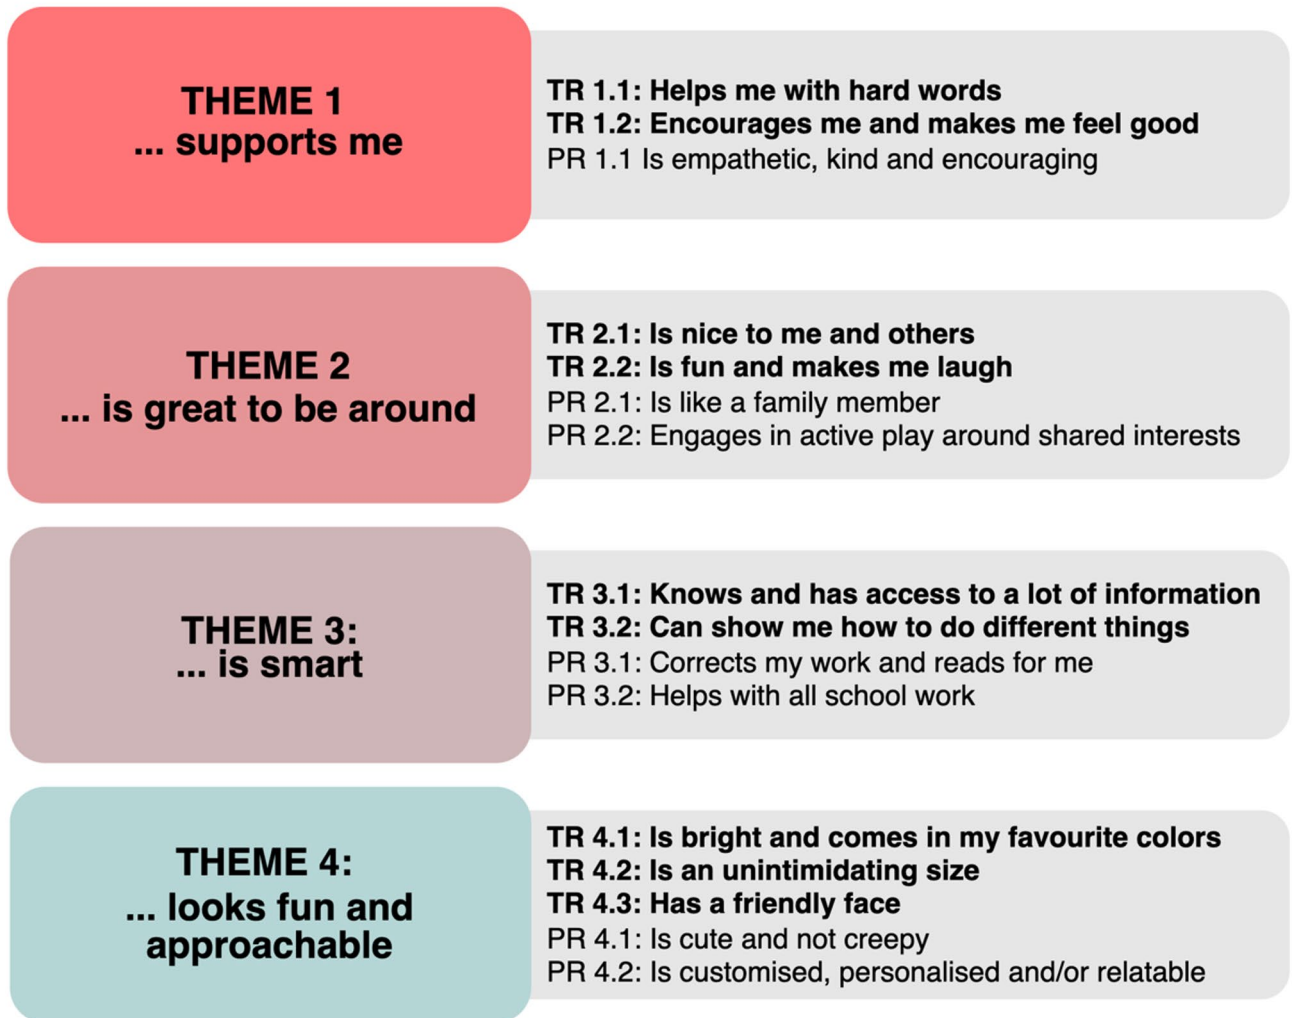 THEME 1
... supports me
TR 1.1: Helps me with hard words
TR 1.2: Encourages me and makes me feel good
PR 1.1 Is empathetic, kind and encouraging
THEME 2
... is great to be around
TR 2.1: Is nice to me and others
TR 2.2: Is fun and makes me laugh
PR 2.1: Is like a family member
PR 2.2: Engages in active play around shared interests
THEME 3:
... is smart
TR 3.1: Knows and has access to a lot of information
TR 3.2: Can show me how to do different things
PR 3.1: Corrects my work and reads for me
PR 3.2: Helps with all school work
THEME 4:
... looks fun and
approachable
TR 4.1: Is bright and comes in my favourite colors
TR 4.2: Is an unintimidating size
TR 4.3: Has a friendly face
PR 4.1: Is cute and not creepy
PR 4.2: Is customised, personalised and/or relatable